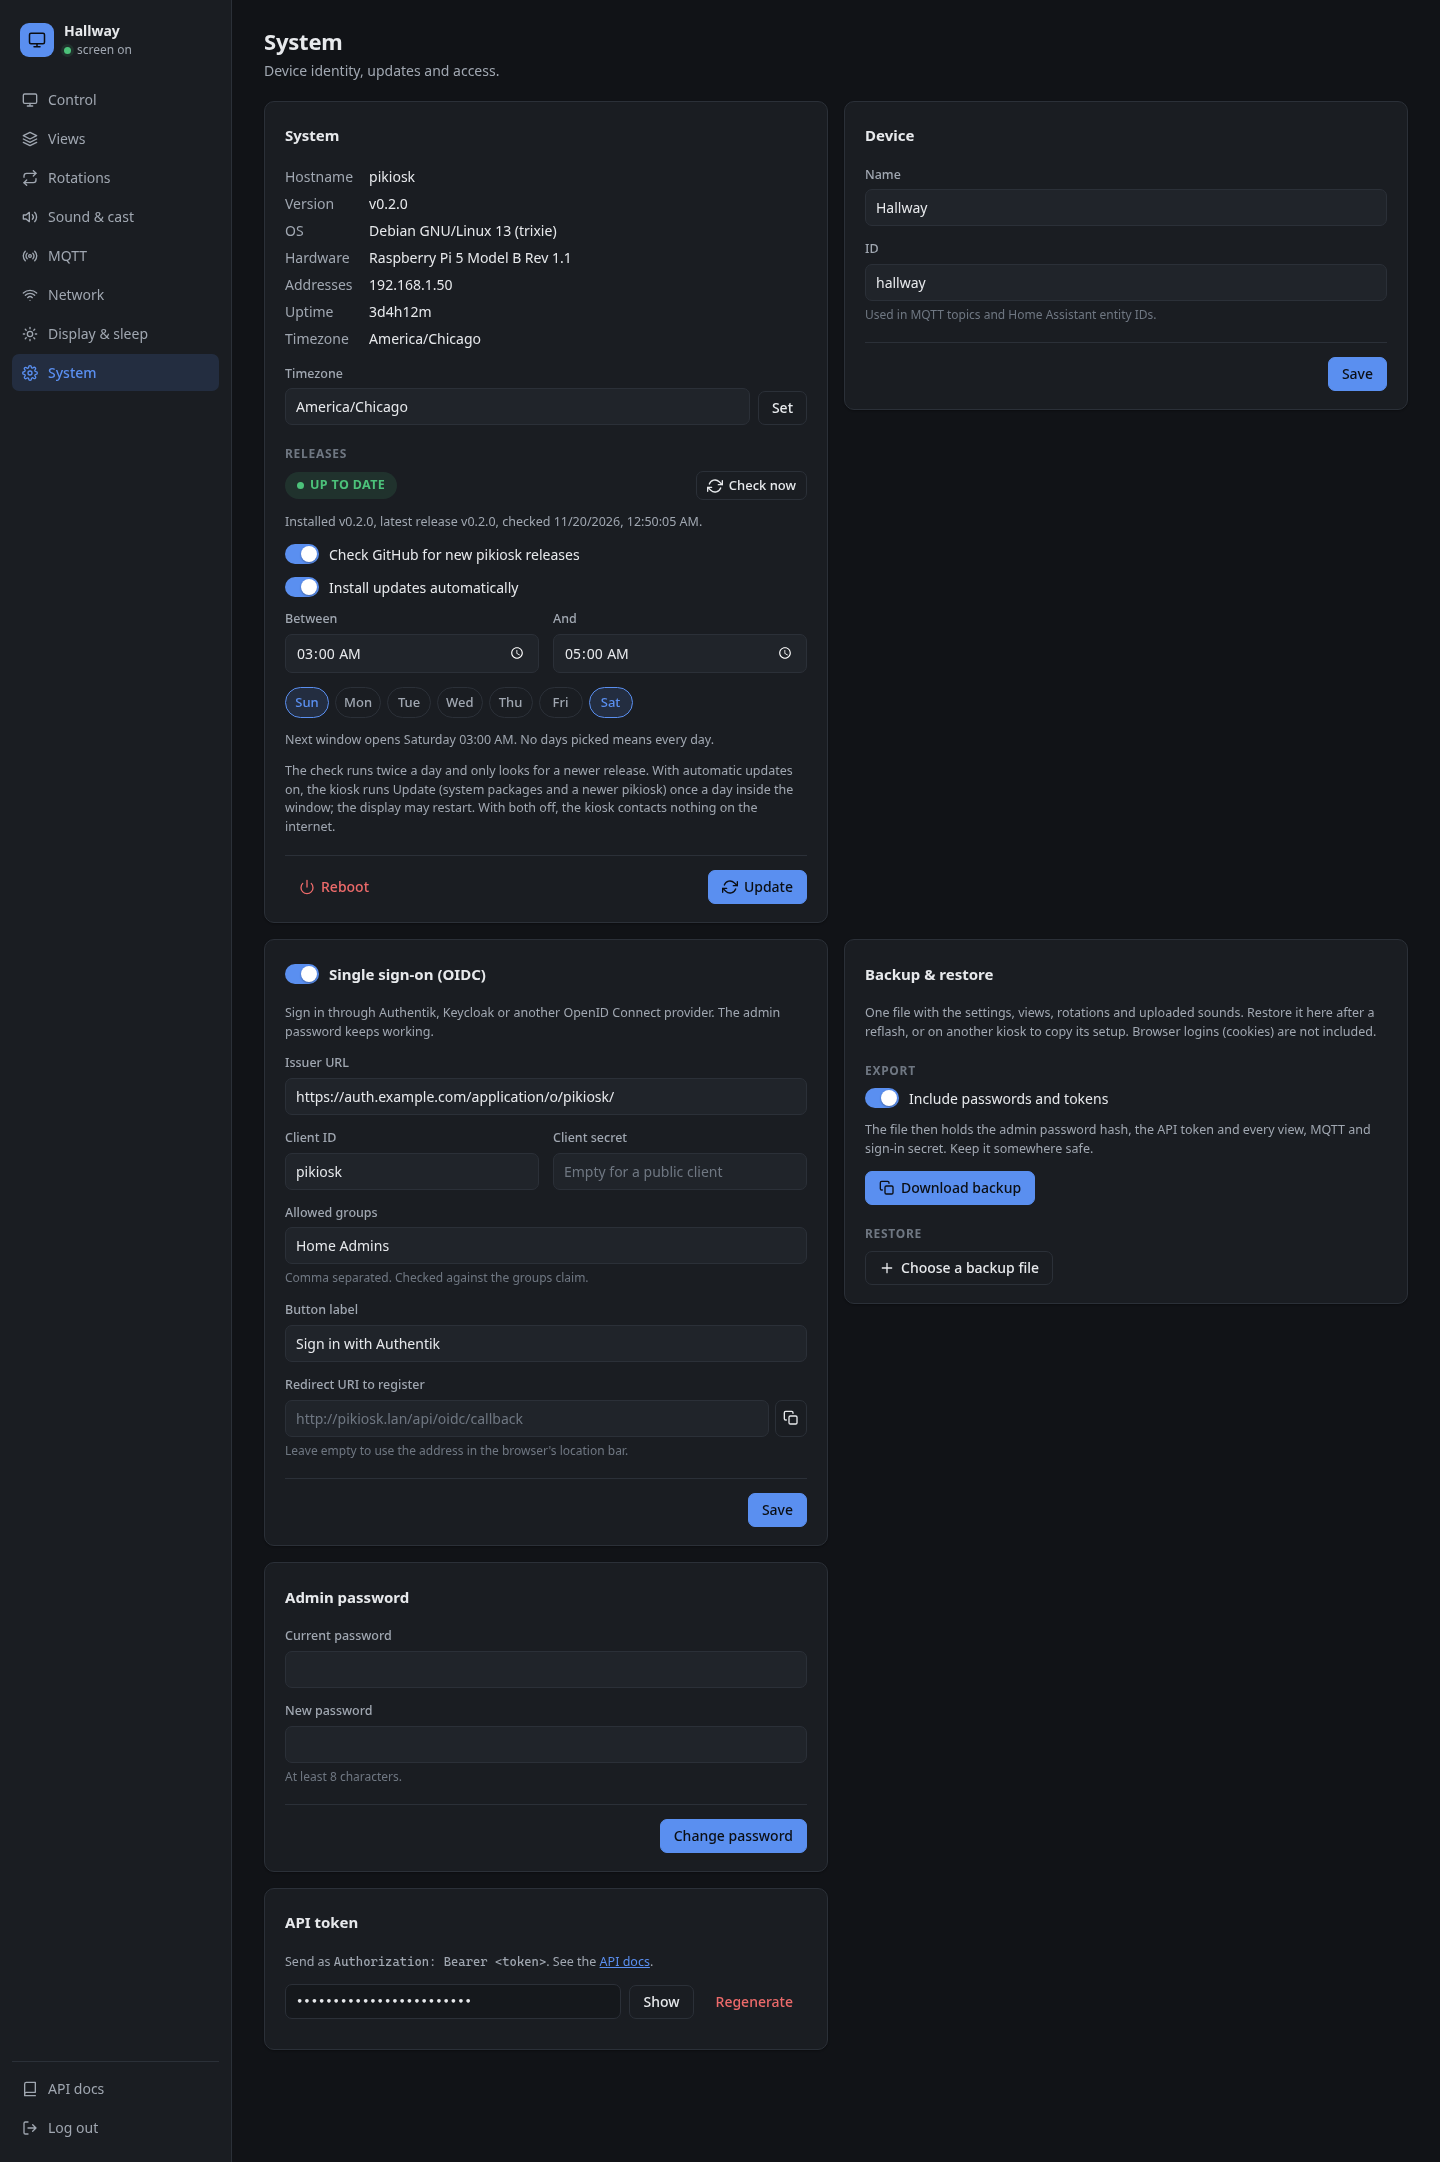 Hallway
screen on
Control
Views
Rotations
Sound & cast
MQTT
Network
Display & sleep
System
API docs
Log out
System
Device identity, updates and access.
System
Hostname pikiosk
Version v0.2.0
OS Debian GNU/Linux 13 (trixie)
Hardware Raspberry Pi 5 Model B Rev 1.1
Addresses 192.168.1.50
Uptime 3d4h12m
Timezone America/Chicago
Timezone
America/Chicago Set
RELEASES
UP TO DATE Check now
Installed v0.2.0, latest release v0.2.0, checked 11/20/2026, 12:50:05 AM.
Check GitHub for new pikiosk releases
Install updates automatically
Between And
03:00 AM 05:00 AM
Sun Mon Tue Wed Thu Fri Sat
Next window opens Saturday 03:00 AM. No days picked means every day.
The check runs twice a day and only looks for a newer release. With automatic updates
on, the kiosk runs Update (system packages and a newer pikiosk) once a day inside the
window; the display may restart. With both off, the kiosk contacts nothing on the
internet.
Reboot Update
Device
Name
Hallway
ID
hallway
Used in MQTT topics and Home Assistant entity IDs.
Save
Single sign-on (OIDC)
Sign in through Authentik, Keycloak or another OpenID Connect provider. The admin
password keeps working.
Issuer URL
https://auth.example.com/application/o/pikiosk/
Client ID Client secret
pikiosk Empty for a public client
Allowed groups
Home Admins
Comma separated. Checked against the groups claim.
Button label
Sign in with Authentik
Redirect URI to register
http://pikiosk.lan/api/oidc/callback
Leave empty to use the address in the browser's location bar.
Save
Backup & restore
One file with the settings, views, rotations and uploaded sounds. Restore it here after a
reflash, or on another kiosk to copy its setup. Browser logins (cookies) are not included.
EXPORT
Include passwords and tokens
The file then holds the admin password hash, the API token and every view, MQTT and
sign-in secret. Keep it somewhere safe.
Download backup
RESTORE
Choose a backup file
Admin password
Current password
New password
At least 8 characters.
Change password
API token
Send as Authorization: Bearer <token>. See the API docs.
•••••••••••••••••••••••• Show Regenerate